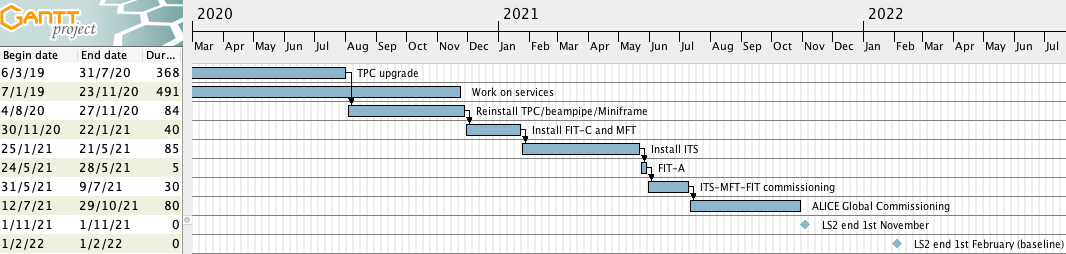 GANTT project
2020 2021 2022
Mar Apr May Jun Jul Aug Sep Oct Nov Dec Jan Feb Mar Apr May Jun Jul Aug Sep Oct Nov Dec Jan Feb Mar Apr May Jun Jul
Begin date End date Dur...
6/3/19 31/7/20 368 TPC upgrade
7/1/19 23/11/20 491 Work on services
4/8/20 27/11/20 84 Reinstall TPC/beampipe/Miniframe
30/11/20 22/1/21 40 Install FIT-C and MFT
25/1/21 21/5/21 85 Install ITS
24/5/21 28/5/21 5 FIT-A
31/5/21 9/7/21 30 ITS-MFT-FIT commissioning
12/7/21 29/10/21 80 ALICE Global Commissioning
1/11/21 1/11/21 0 LS2 end 1st November
1/2/22 1/2/22 0 LS2 end 1st February (baseline)